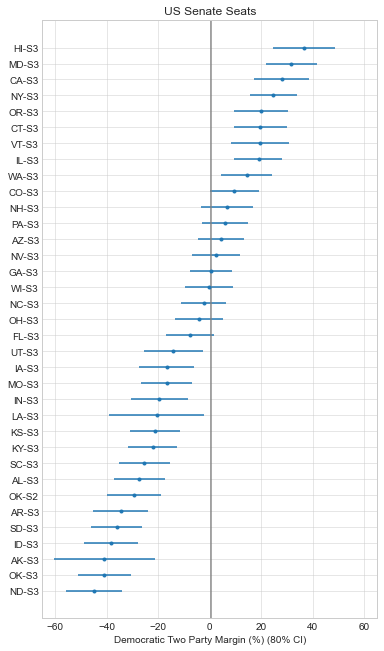 US Senate Seats
HI-S3
MD-S3
CA-S3
NY-S3
OR-S3
CT-S3
VT-S3
IL-S3
WA-S3
CO-S3
NH-S3
PA-S3
AZ-S3
NV-S3
GA-S3
WI-S3
NC-S3
OH-S3
FL-S3
UT-S3
IA-S3
MO-S3
IN-S3
LA-S3
KS-S3
KY-S3
SC-S3
AL-S3
OK-S2
AR-S3
SD-S3
ID-S3
AK-S3
OK-S3
ND-S3
−60 −40 −20 0 20 40 60
Democratic Two Party Margin (%) (80% CI)